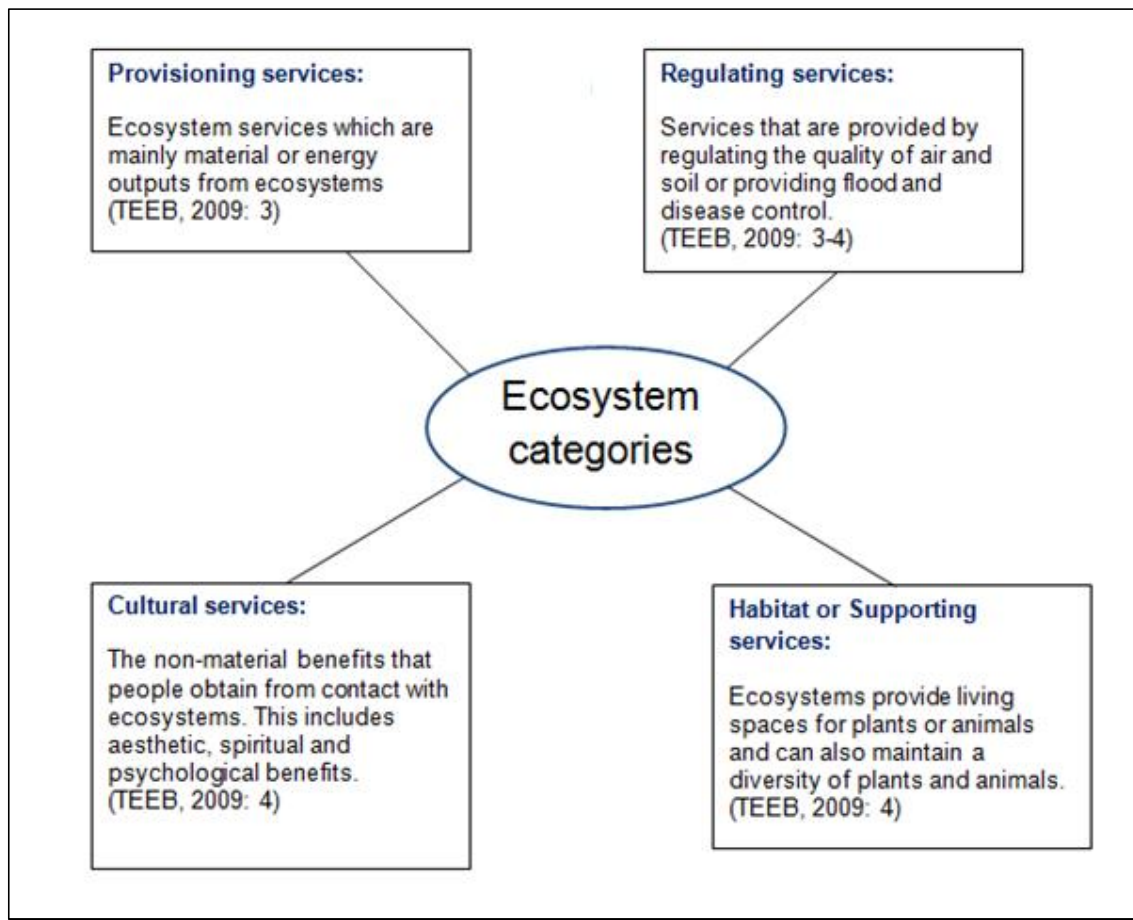 Provisioning services:
Ecosystem services which are
mainly material or energy
outputs from ecosystems
(TEEB, 2009: 3)
Regulating services:
Services that are provided by
regulating the quality of air and
soil or providing flood and
disease control.
(TEEB, 2009: 3-4)
Ecosystem
categories
Cultural services:
The non-material benefits that
people obtain from contact with
ecosystems. This includes
aesthetic, spiritual and
psychological benefits.
(TEEB, 2009: 4)
Habitat or Supporting
services:
Ecosystems provide living
spaces for plants or animals
and can also maintain a
diversity of plants and animals.
(TEEB, 2009: 4)